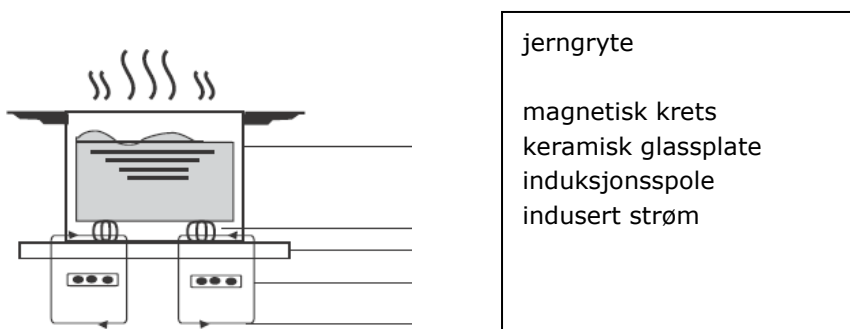 jerngryte
magnetisk krets
keramisk glassplate
induksjonsspole
indusert strøm